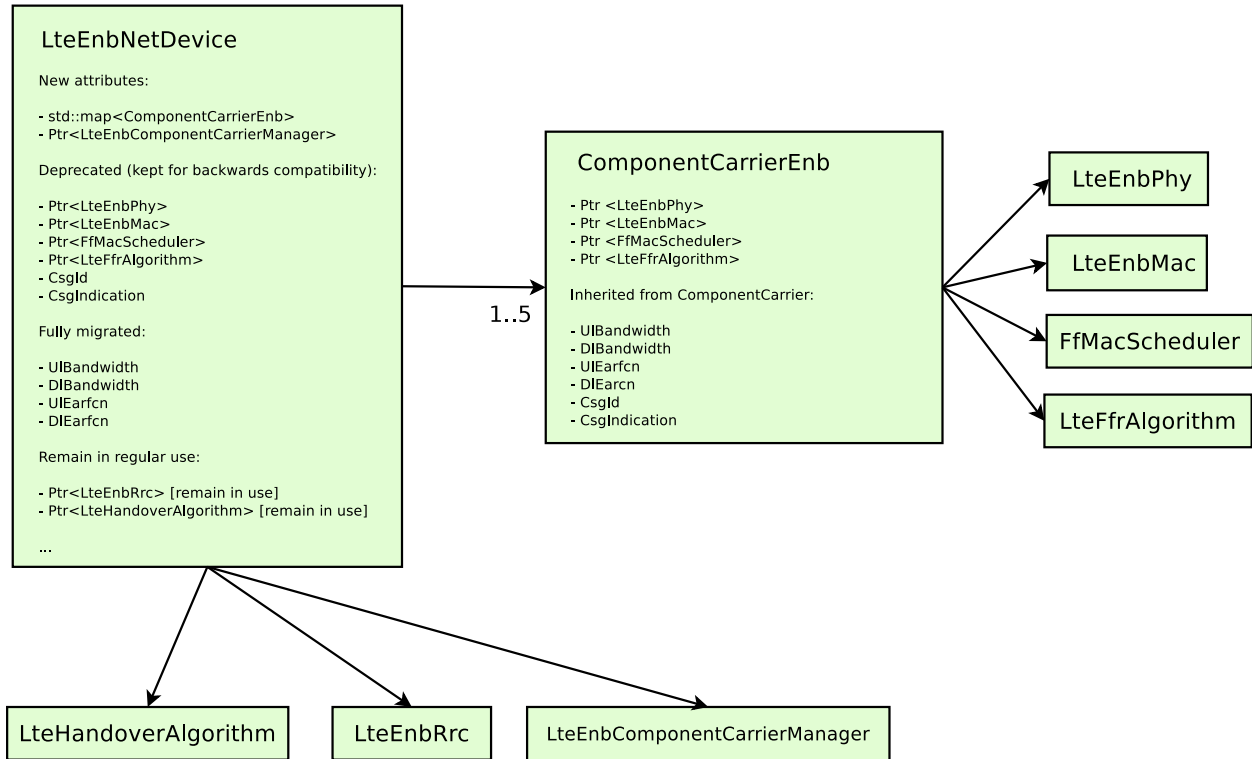 LteEnbNetDevice
New attributes:
- std::map<ComponentCarrierEnb>
- Ptr<LteEnbComponentCarrierManager>
Deprecated (kept for backwards compatibility):
- Ptr<LteEnbPhy>
- Ptr<LteEnbMac>
- Ptr<FfMacScheduler>
- Ptr<LteFfrAlgorithm>
- CsgId
- CsgIndication
Fully migrated:
- UlBandwidth
- DlBandwidth
- UlEarfcn
- DlEarfcn
Remain in regular use:
- Ptr<LteEnbRrc> [remain in use]
- Ptr<LteHandoverAlgorithm> [remain in use]
...
1..5
ComponentCarrierEnb
- Ptr <LteEnbPhy>
- Ptr <LteEnbMac>
- Ptr <FfMacScheduler>
- Ptr <LteFfrAlgorithm>
Inherited from ComponentCarrier:
- UlBandwidth
- DlBandwidth
- UlEarfcn
- DlEarcn
- CsgId
- CsgIndication
LteEnbPhy
LteEnbMac
FfMacScheduler
LteFfrAlgorithm
LteHandoverAlgorithm
LteEnbRrc
LteEnbComponentCarrierManager